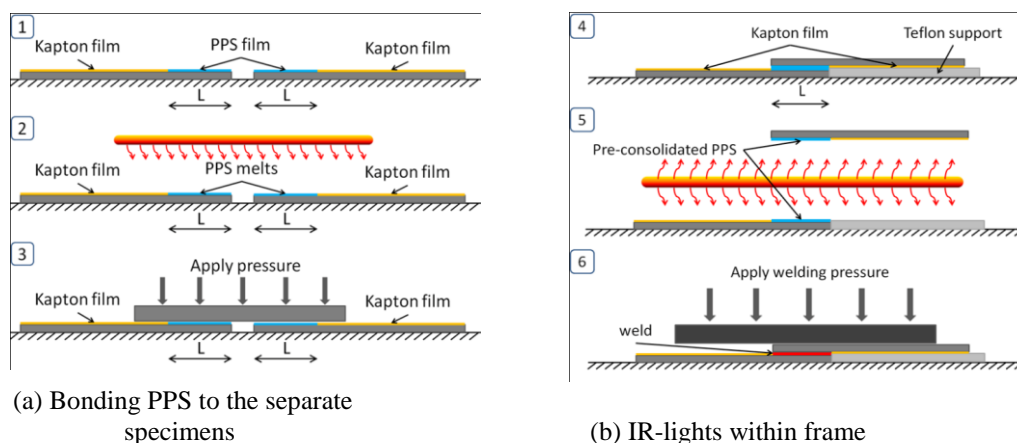 1
Kapton film
PPS film
Kapton film
L
L
2
Kapton film
PPS melts
Kapton film
L
L
3
Apply pressure
Kapton film
Kapton film
L
L
(a) Bonding PPS to the separate
specimens
4
Kapton film
Teflon support
L
5
Pre-consolidated PPS
6
Apply welding pressure
weld
(b) IR-lights within frame